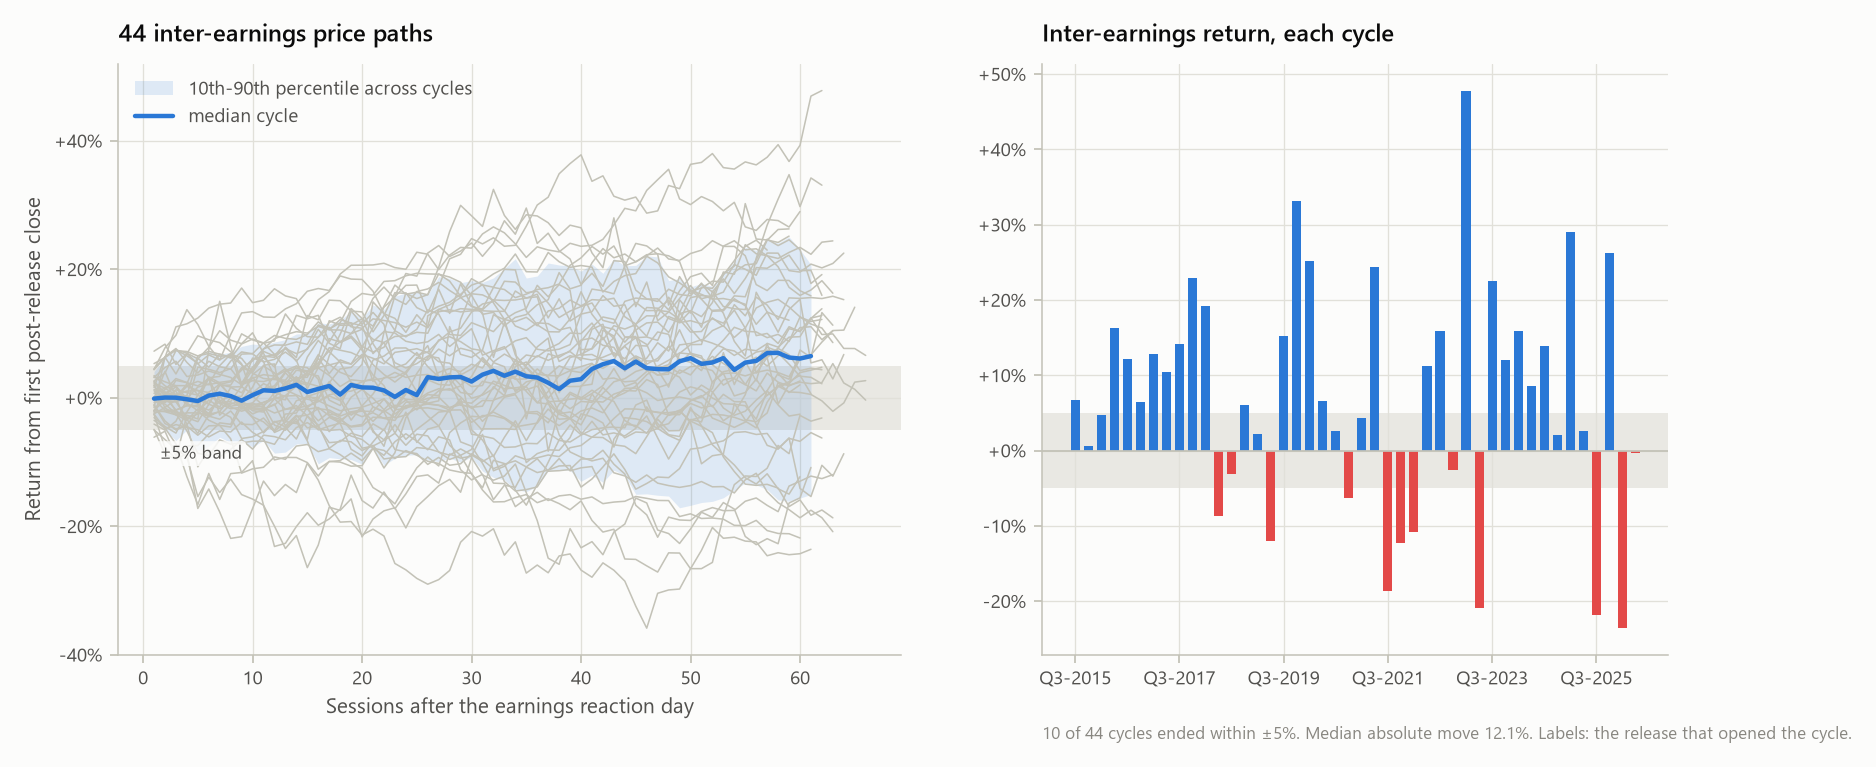 44 inter-earnings price paths
10th-90th percentile across cycles
median cycle
Return from first post-release close
+40%
+20%
+0%
-20%
-40%
±5% band
0 10 20 30 40 50 60
Sessions after the earnings reaction day
Inter-earnings return, each cycle
+50%
+40%
+30%
+20%
+10%
+0%
-10%
-20%
Q3-2015 Q3-2017 Q3-2019 Q3-2021 Q3-2023 Q3-2025
10 of 44 cycles ended within ±5%. Median absolute move 12.1%. Labels: the release that opened the cycle.